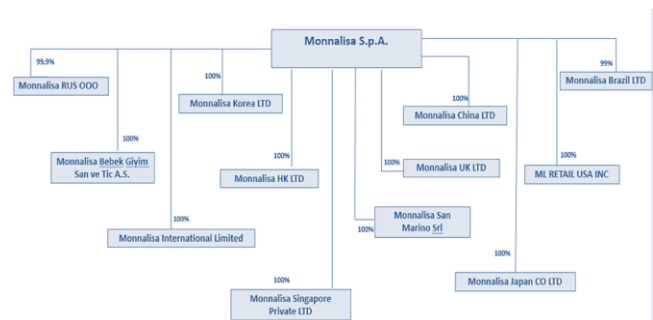 Monnalisa S.p.A.
99,9%
Monnalisa RUS OOO
100%
Monnalisa Korea LTD
99%
Monnalisa Brazil LTD
100%
Monnalisa China LTD
100%
Monnalisa Bebek Giyim
San ve Tic A.S.
100%
Monnalisa HK LTD
100%
Monnalisa UK LTD
100%
ML RETAIL USA INC
100%
Monnalisa International Limited
100%
Monnalisa San
Marino Srl
100%
Monnalisa Japan CO LTD
100%
Monnalisa Singapore
Private LTD